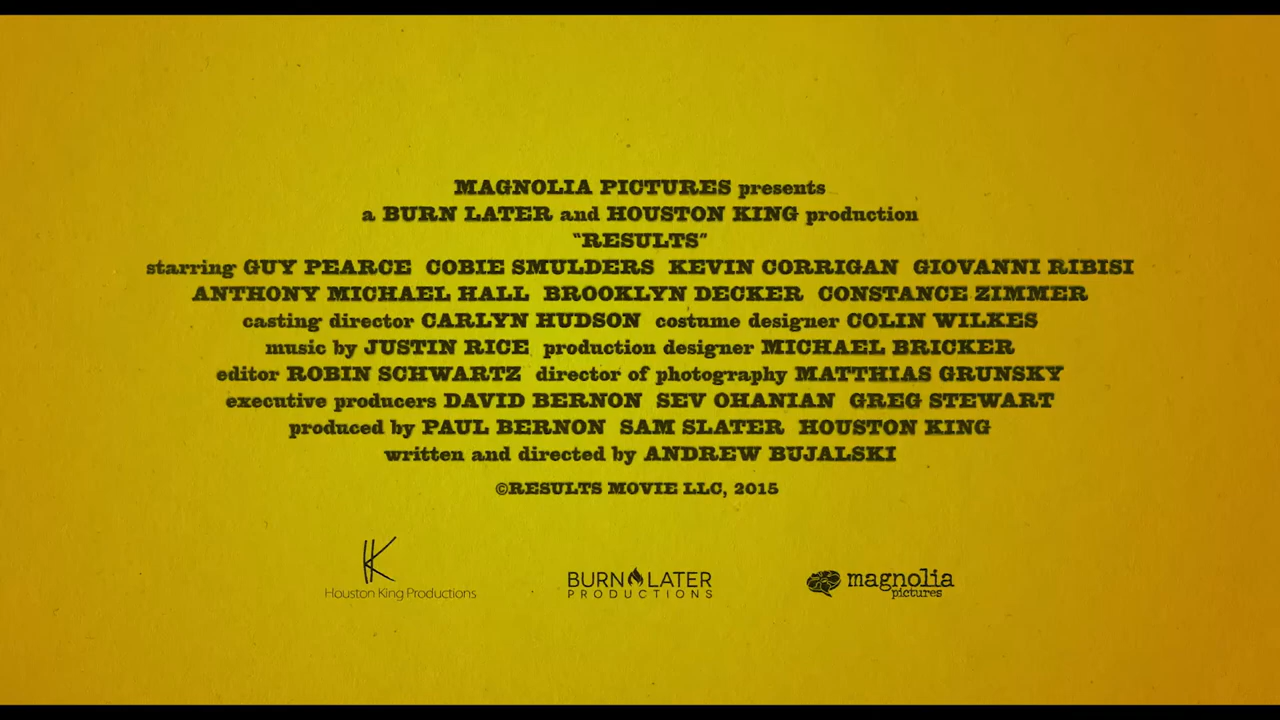 MAGNOLIA PICTURES presents
a BURN LATER and HOUSTON KING production
"RESULTS"
starring GUY PEARCE COBIE SMULDERS KEVIN CORRIGAN GIOVANNI RIBISI
ANTHONY MICHAEL HALL BROOKLYN DECKER CONSTANCE ZIMMER
casting director CARLYN HUDSON costume designer COLIN WILKES
music by JUSTIN RICE production designer MICHAEL BRICKER
editor ROBIN SCHWARTZ director of photography MATTHIAS GRUNSKY
executive producers DAVID BERNON SEV OHANIAN GREG STEWART
produced by PAUL BERNON SAM SLATER HOUSTON KING
written and directed by ANDREW BUJALSKI
©RESULTS MOVIE LLC, 2015
HK
Houston King Productions
BURN LATER
PRODUCTIONS
magnolia
pictures